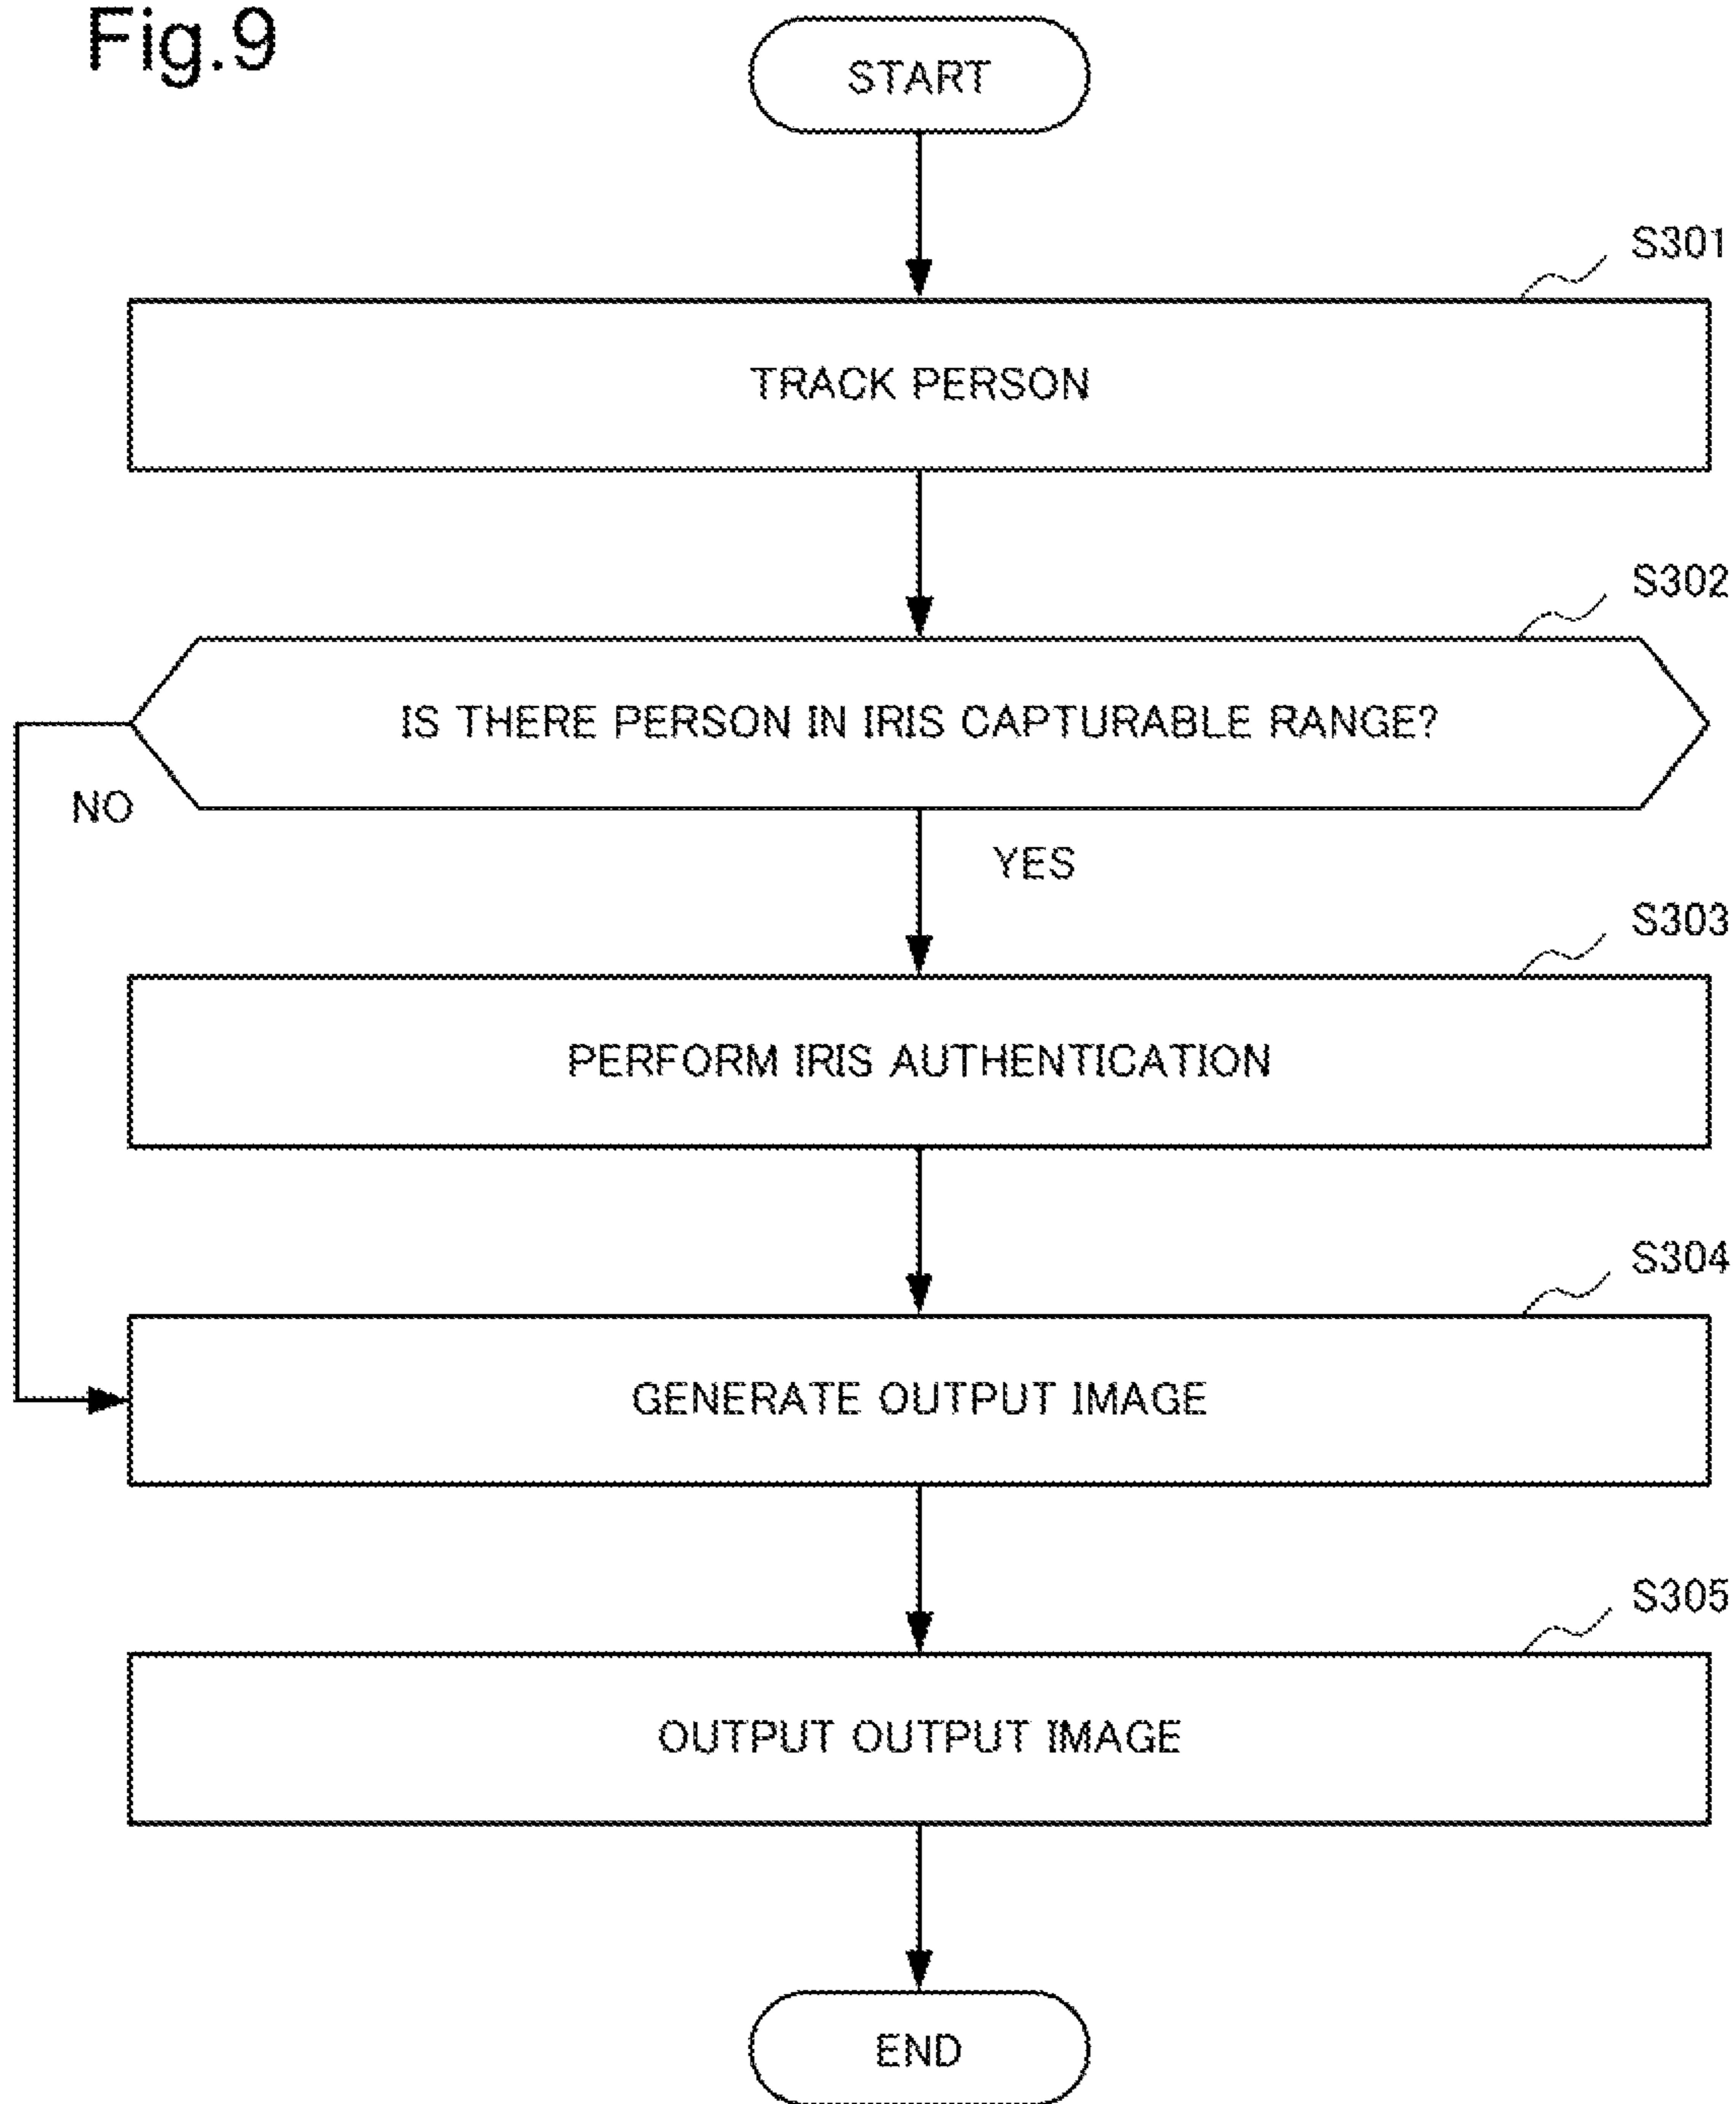 Fig.9
START
S301
TRACK PERSON
S302
IS THERE PERSON IN IRIS CAPTURABLE RANGE?
NO
YES
S303
PERFORM IRIS AUTHENTICATION
S304
GENERATE OUTPUT IMAGE
S305
OUTPUT OUTPUT IMAGE
END